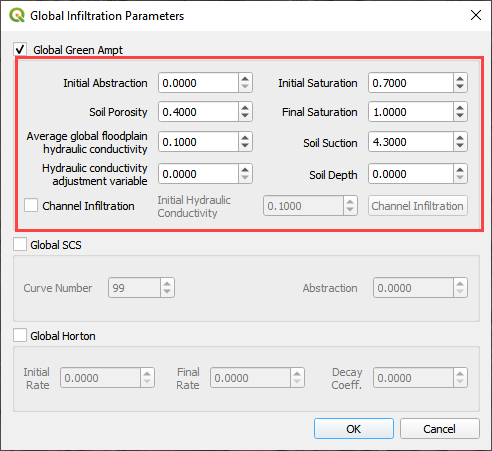 Global Infiltration Parameters
Global Green Ampt
Initial Abstraction 0.0000 Initial Saturation 0.7000
Soil Porosity 0.4000 Final Saturation 1.0000
Average global floodplain
hydraulic conductivity 0.1000 Soil Suction 4.3000
Hydraulic conductivity
adjustment variable 0.0000 Soil Depth 0.0000
Channel Infiltration Initial Hydraulic
Conductivity 0.1000 Channel Infiltration
Global SCS
Curve Number 99 Abstraction 0.0000
Global Horton
Initial
Rate 0.0000 Final
Rate 0.0000 Decay
Coeff. 0.0000
OK Cancel